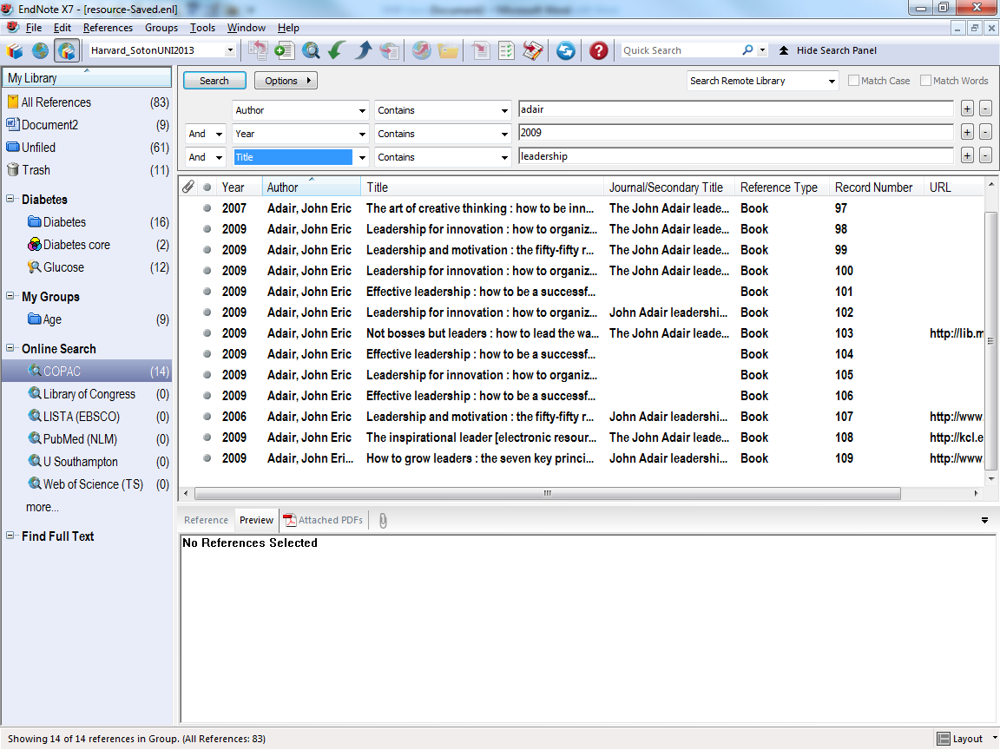 EndNote X7 - [resource-Saved.enl]
File Edit References Groups Tools Window Help
Harvard_SotonUNI2013 Quick Search Hide Search Panel
My Library
All References (83)
Document2 (9)
Unfiled (61)
Trash (11)
Diabetes
Diabetes (16)
Diabetes core (2)
Glucose (12)
My Groups
Age (9)
Online Search
COPAC (14)
Library of Congress (0)
LISTA (EBSCO) (0)
PubMed (NLM) (0)
U Southampton (0)
Web of Science (TS) (0)
more...
Find Full Text
Search Options Search Remote Library Match Case Match Words
Author Contains adair + -
And Year Contains 2009 + -
And Title Contains leadership + -
Year Author Title Journal/Secondary Title Reference Type Record Number URL
2007 Adair, John Eric The art of creative thinking : how to be inn... The John Adair leade... Book 97
2009 Adair, John Eric Leadership for innovation : how to organiz... The John Adair leade... Book 98
2009 Adair, John Eric Leadership and motivation : the fifty-fifty r... The John Adair leade... Book 99
2009 Adair, John Eric Leadership for innovation : how to organiz... The John Adair leade... Book 100
2009 Adair, John Eric Effective leadership : how to be a successf... Book 101
2009 Adair, John Eric Leadership for innovation : how to organiz... John Adair leadershi... Book 102
2009 Adair, John Eric Not bosses but leaders : how to lead the wa... The John Adair leade... Book 103 http://lib.m
2009 Adair, John Eric Effective leadership : how to be a successf... Book 104
2009 Adair, John Eric Leadership for innovation : how to organiz... Book 105
2009 Adair, John Eric Effective leadership : how to be a successf... Book 106
2006 Adair, John Eric Leadership and motivation : the fifty-fifty r... John Adair leadershi... Book 107 http://www.
2009 Adair, John Eric The inspirational leader [electronic resour... The John Adair leade... Book 108 http://kcl.e
2009 Adair, John Eri... How to grow leaders : the seven key princi... John Adair leadershi... Book 109 http://www.
Reference Preview Attached PDFs
No References Selected
Showing 14 of 14 references in Group. (All References: 83) Layout